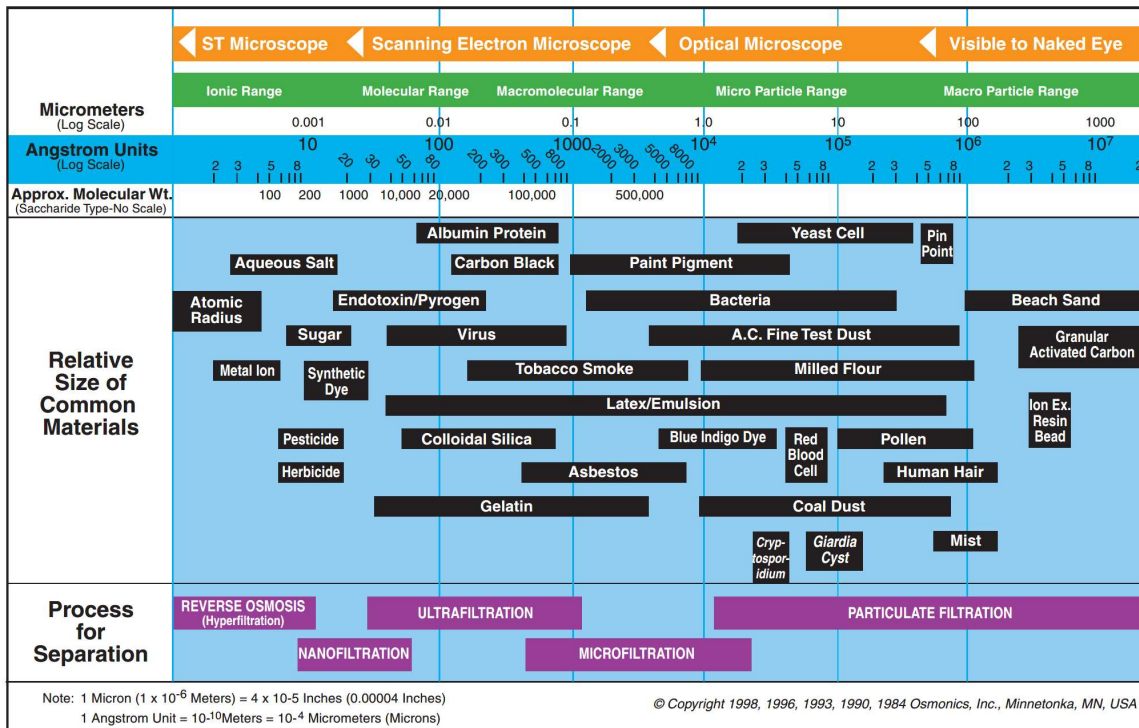 ST Microscope Scanning Electron Microscope Optical Microscope Visible to Naked Eye
Ionic Range Molecular Range Macromolecular Range Micro Particle Range Macro Particle Range
Micrometers
(Log Scale)
0.001 0.01 0.1 1.0 10 100 1000
Angstrom Units
(Log Scale)
10 100 1000 10⁴ 10⁵ 10⁶ 10⁷
2 3 5 8 20 30 50 80 200 300 500 800 2000 3000 5000 8000 2 3 5 8 2 3 5 8 2 3 5 8 2
Approx. Molecular Wt.
(Saccharide Type-No Scale)
100 200 1000 10,000 20,000 100,000 500,000
Relative
Size of
Common
Materials
Albumin Protein Yeast Cell
Pin
Point
Aqueous Salt Carbon Black Paint Pigment
Atomic
Radius
Endotoxin/Pyrogen Bacteria Beach Sand
Sugar Virus A.C. Fine Test Dust
Granular
Activated Carbon
Metal Ion
Synthetic
Dye
Tobacco Smoke Milled Flour
Latex/Emulsion
Ion Ex.
Resin
Bead
Pesticide Colloidal Silica Blue Indigo Dye
Red
Blood
Cell
Pollen
Herbicide Asbestos Human Hair
Gelatin Coal Dust
Cryp-
tospor-
idium
Giardia
Cyst
Mist
Process
for
Separation
REVERSE OSMOSIS
(Hyperfiltration)
ULTRAFILTRATION PARTICULATE FILTRATION
NANOFILTRATION MICROFILTRATION
Note: 1 Micron (1 x 10⁻⁶ Meters) = 4 x 10-5 Inches (0.00004 Inches)
1 Angstrom Unit = 10-¹⁰Meters = 10⁻⁴ Micrometers (Microns)
© Copyright 1998, 1996, 1993, 1990, 1984 Osmonics, Inc., Minnetonka, MN, USA